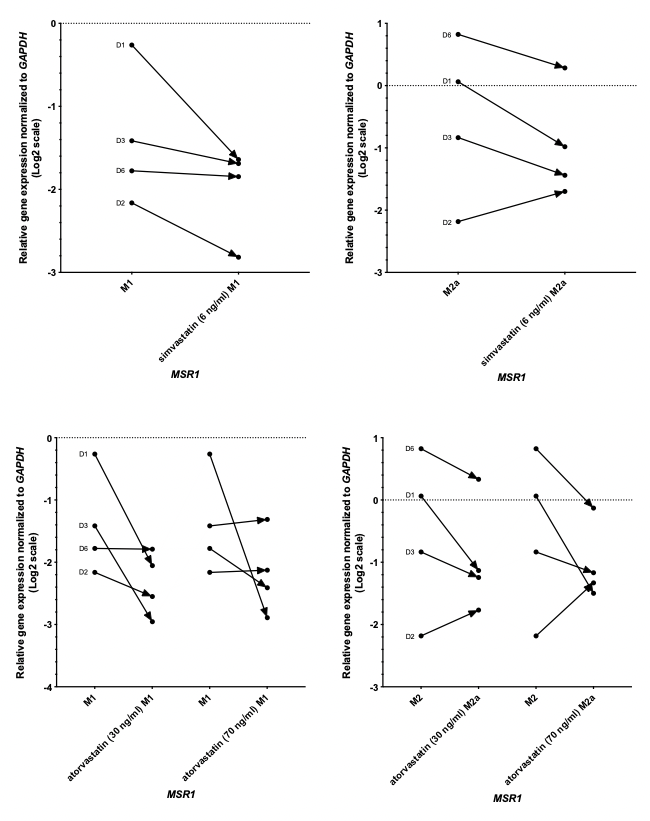 Relative gene expression normalized to GAPDH
(Log2 scale)
0
-1
-2
-3
D1
D3
D6
D2
M1
simvastatin (6 ng/ml) M1
MSR1
Relative gene expression normalized to GAPDH
(Log2 scale)
1
0
-1
-2
-3
D6
D1
D3
D2
M2a
simvastatin (6 ng/ml) M2a
MSR1
Relative gene expression normalized to GAPDH
(Log2 scale)
0
-1
-2
-3
-4
D1
D3
D6
D2
M1
atorvastatin (30 ng/ml) M1
M1
atorvastatin (70 ng/ml) M1
MSR1
Relative gene expression normalized to GAPDH
(Log2 scale)
1
0
-1
-2
-3
D6
D1
D3
D2
M2
atorvastatin (30 ng/ml) M2a
M2
atorvastatin (70 ng/ml) M2a
MSR1